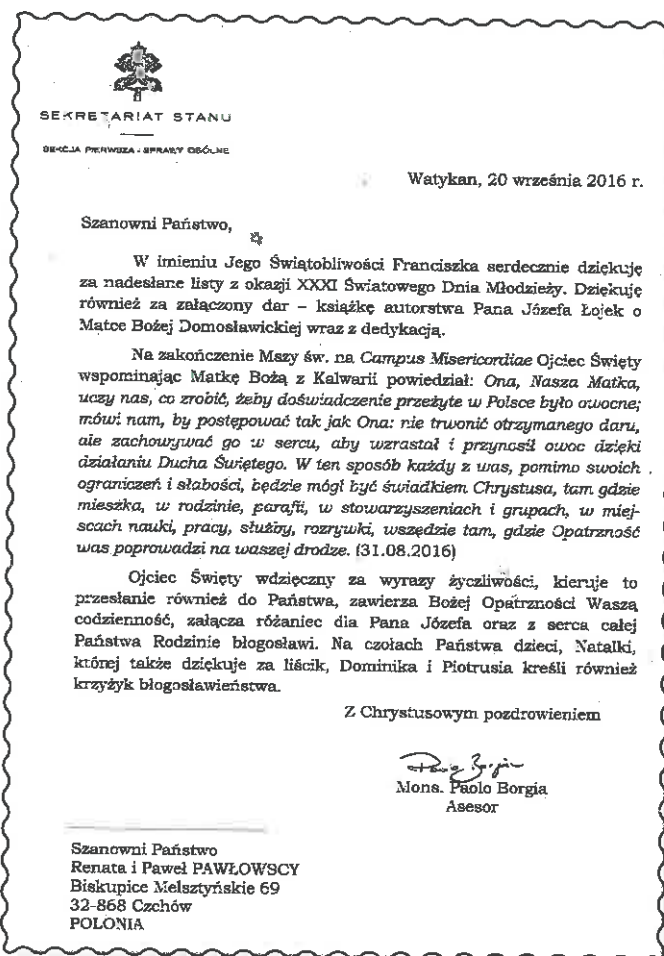 SEKRETARIAT STANU
SEKCJA PIERWSZA - SPRAWY OGÓLNE
Watykan, 20 września 2016 r.
Szanowni Państwo,
W imieniu Jego Świątobliwości Franciszka serdecznie dziękuję
za nadesłane listy z okazji XXXI Światowego Dnia Młodzieży. Dziękuję
również za załączony dar – książkę autorstwa Pana Józefa Łojek o
Matce Bożej Domosławickiej wraz z dedykacją.
Na zakończenie Mszy św. na Campus Misericordiae Ojciec Święty
wspominając Matkę Bożą z Kalwarii powiedział: Ona, Nasza Matka,
uczy nas, co zrobić, żeby doświadczenie przeżyte w Polsce było owocne;
mówi nam, by postępować tak jak Ona: nie trwonić otrzymanego daru,
ale zachowywać go w sercu, aby wzrastał i przynosił owoc dzięki
działaniu Ducha Świętego. W ten sposób każdy z was, pomimo swoich
ograniczeń i słabości, będzie mógł być świadkiem Chrystusa, tam gdzie
mieszka, w rodzinie, parafii, w stowarzyszeniach i grupach, w miej-
scach nauki, pracy, służby, rozrywki, wszędzie tam, gdzie Opatrzność
was poprowadzi na waszej drodze. (31.08.2016)
Ojciec Święty wdzięczny za wyrazy życzliwości, kieruje to
przesłanie również do Państwa, zawierza Bożej Opatrzności Waszą
codzienność, załącza różaniec dla Pana Józefa oraz z serca całej
Państwa Rodzinie błogosławi. Na czołach Państwa dzieci, Natalki,
której także dziękuje za liścik, Dominika i Piotrusia kreśli również
krzyżyk błogosławieństwa.
Z Chrystusowym pozdrowieniem
Paolo Borgia
Mons. Paolo Borgia
Asesor
Szanowni Państwo
Renata i Paweł PAWŁOWSCY
Biskupice Melsztyńskie 69
32-868 Czchów
POLONIA